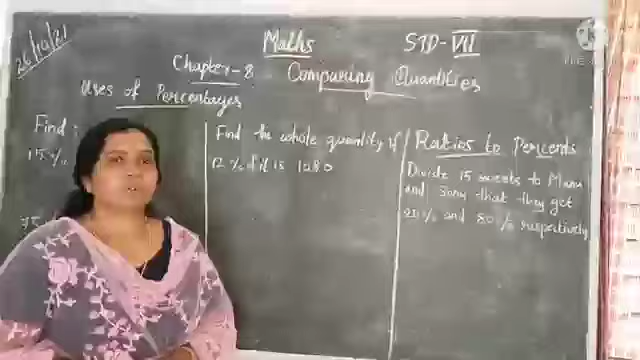 26/10/21
Maths
STD-VII
Chapter-8
Comparing Quantities
Uses of Percentages
Find :
15%
75%
Find the whole quantity if
12% of it is 1080
Ratios to Percents
Divide 15 sweets to Manu
and Sonu that they get
20% and 80% respectively